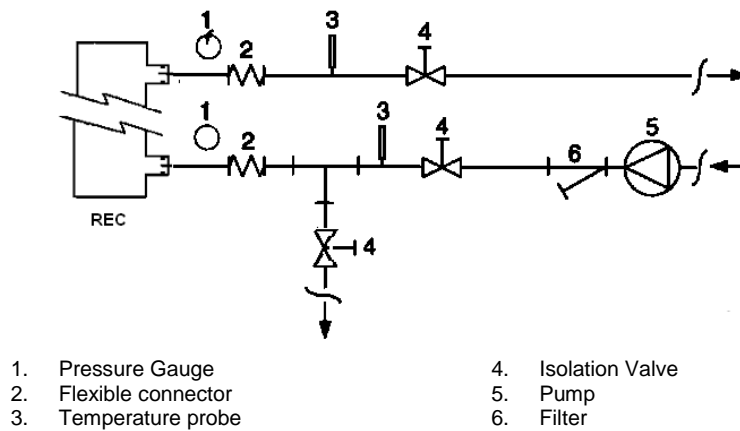 1
3
2
4
1
3
2
4
6
5
REC
4
1. Pressure Gauge
2. Flexible connector
3. Temperature probe
4. Isolation Valve
5. Pump
6. Filter